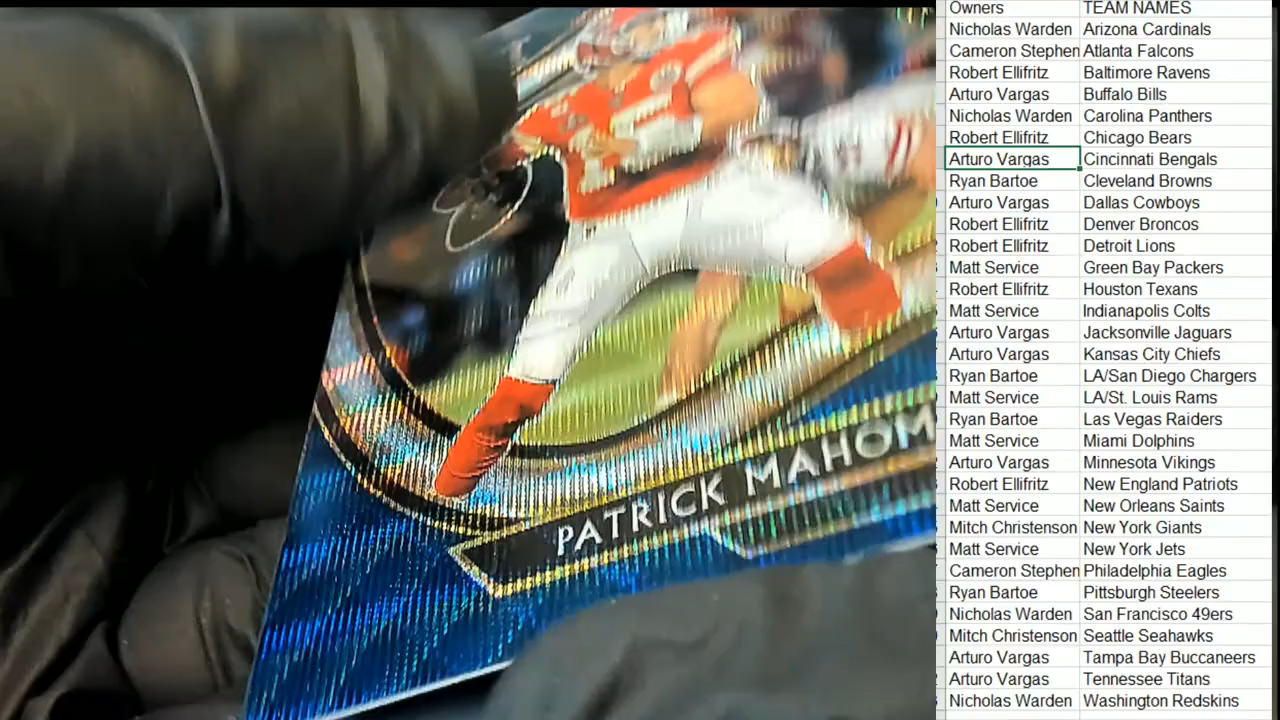 PATRICK MAHOM
Owners TEAM NAMES
Nicholas Warden Arizona Cardinals
Cameron Stephen Atlanta Falcons
Robert Ellifritz Baltimore Ravens
Arturo Vargas Buffalo Bills
Nicholas Warden Carolina Panthers
Robert Ellifritz Chicago Bears
Arturo Vargas Cincinnati Bengals
Ryan Bartoe Cleveland Browns
Arturo Vargas Dallas Cowboys
Robert Ellifritz Denver Broncos
Robert Ellifritz Detroit Lions
Matt Service Green Bay Packers
Robert Ellifritz Houston Texans
Matt Service Indianapolis Colts
Arturo Vargas Jacksonville Jaguars
Arturo Vargas Kansas City Chiefs
Ryan Bartoe LA/San Diego Chargers
Matt Service LA/St. Louis Rams
Ryan Bartoe Las Vegas Raiders
Matt Service Miami Dolphins
Arturo Vargas Minnesota Vikings
Robert Ellifritz New England Patriots
Matt Service New Orleans Saints
Mitch Christenson New York Giants
Matt Service New York Jets
Cameron Stephen Philadelphia Eagles
Ryan Bartoe Pittsburgh Steelers
Nicholas Warden San Francisco 49ers
Mitch Christenson Seattle Seahawks
Arturo Vargas Tampa Bay Buccaneers
Arturo Vargas Tennessee Titans
Nicholas Warden Washington Redskins